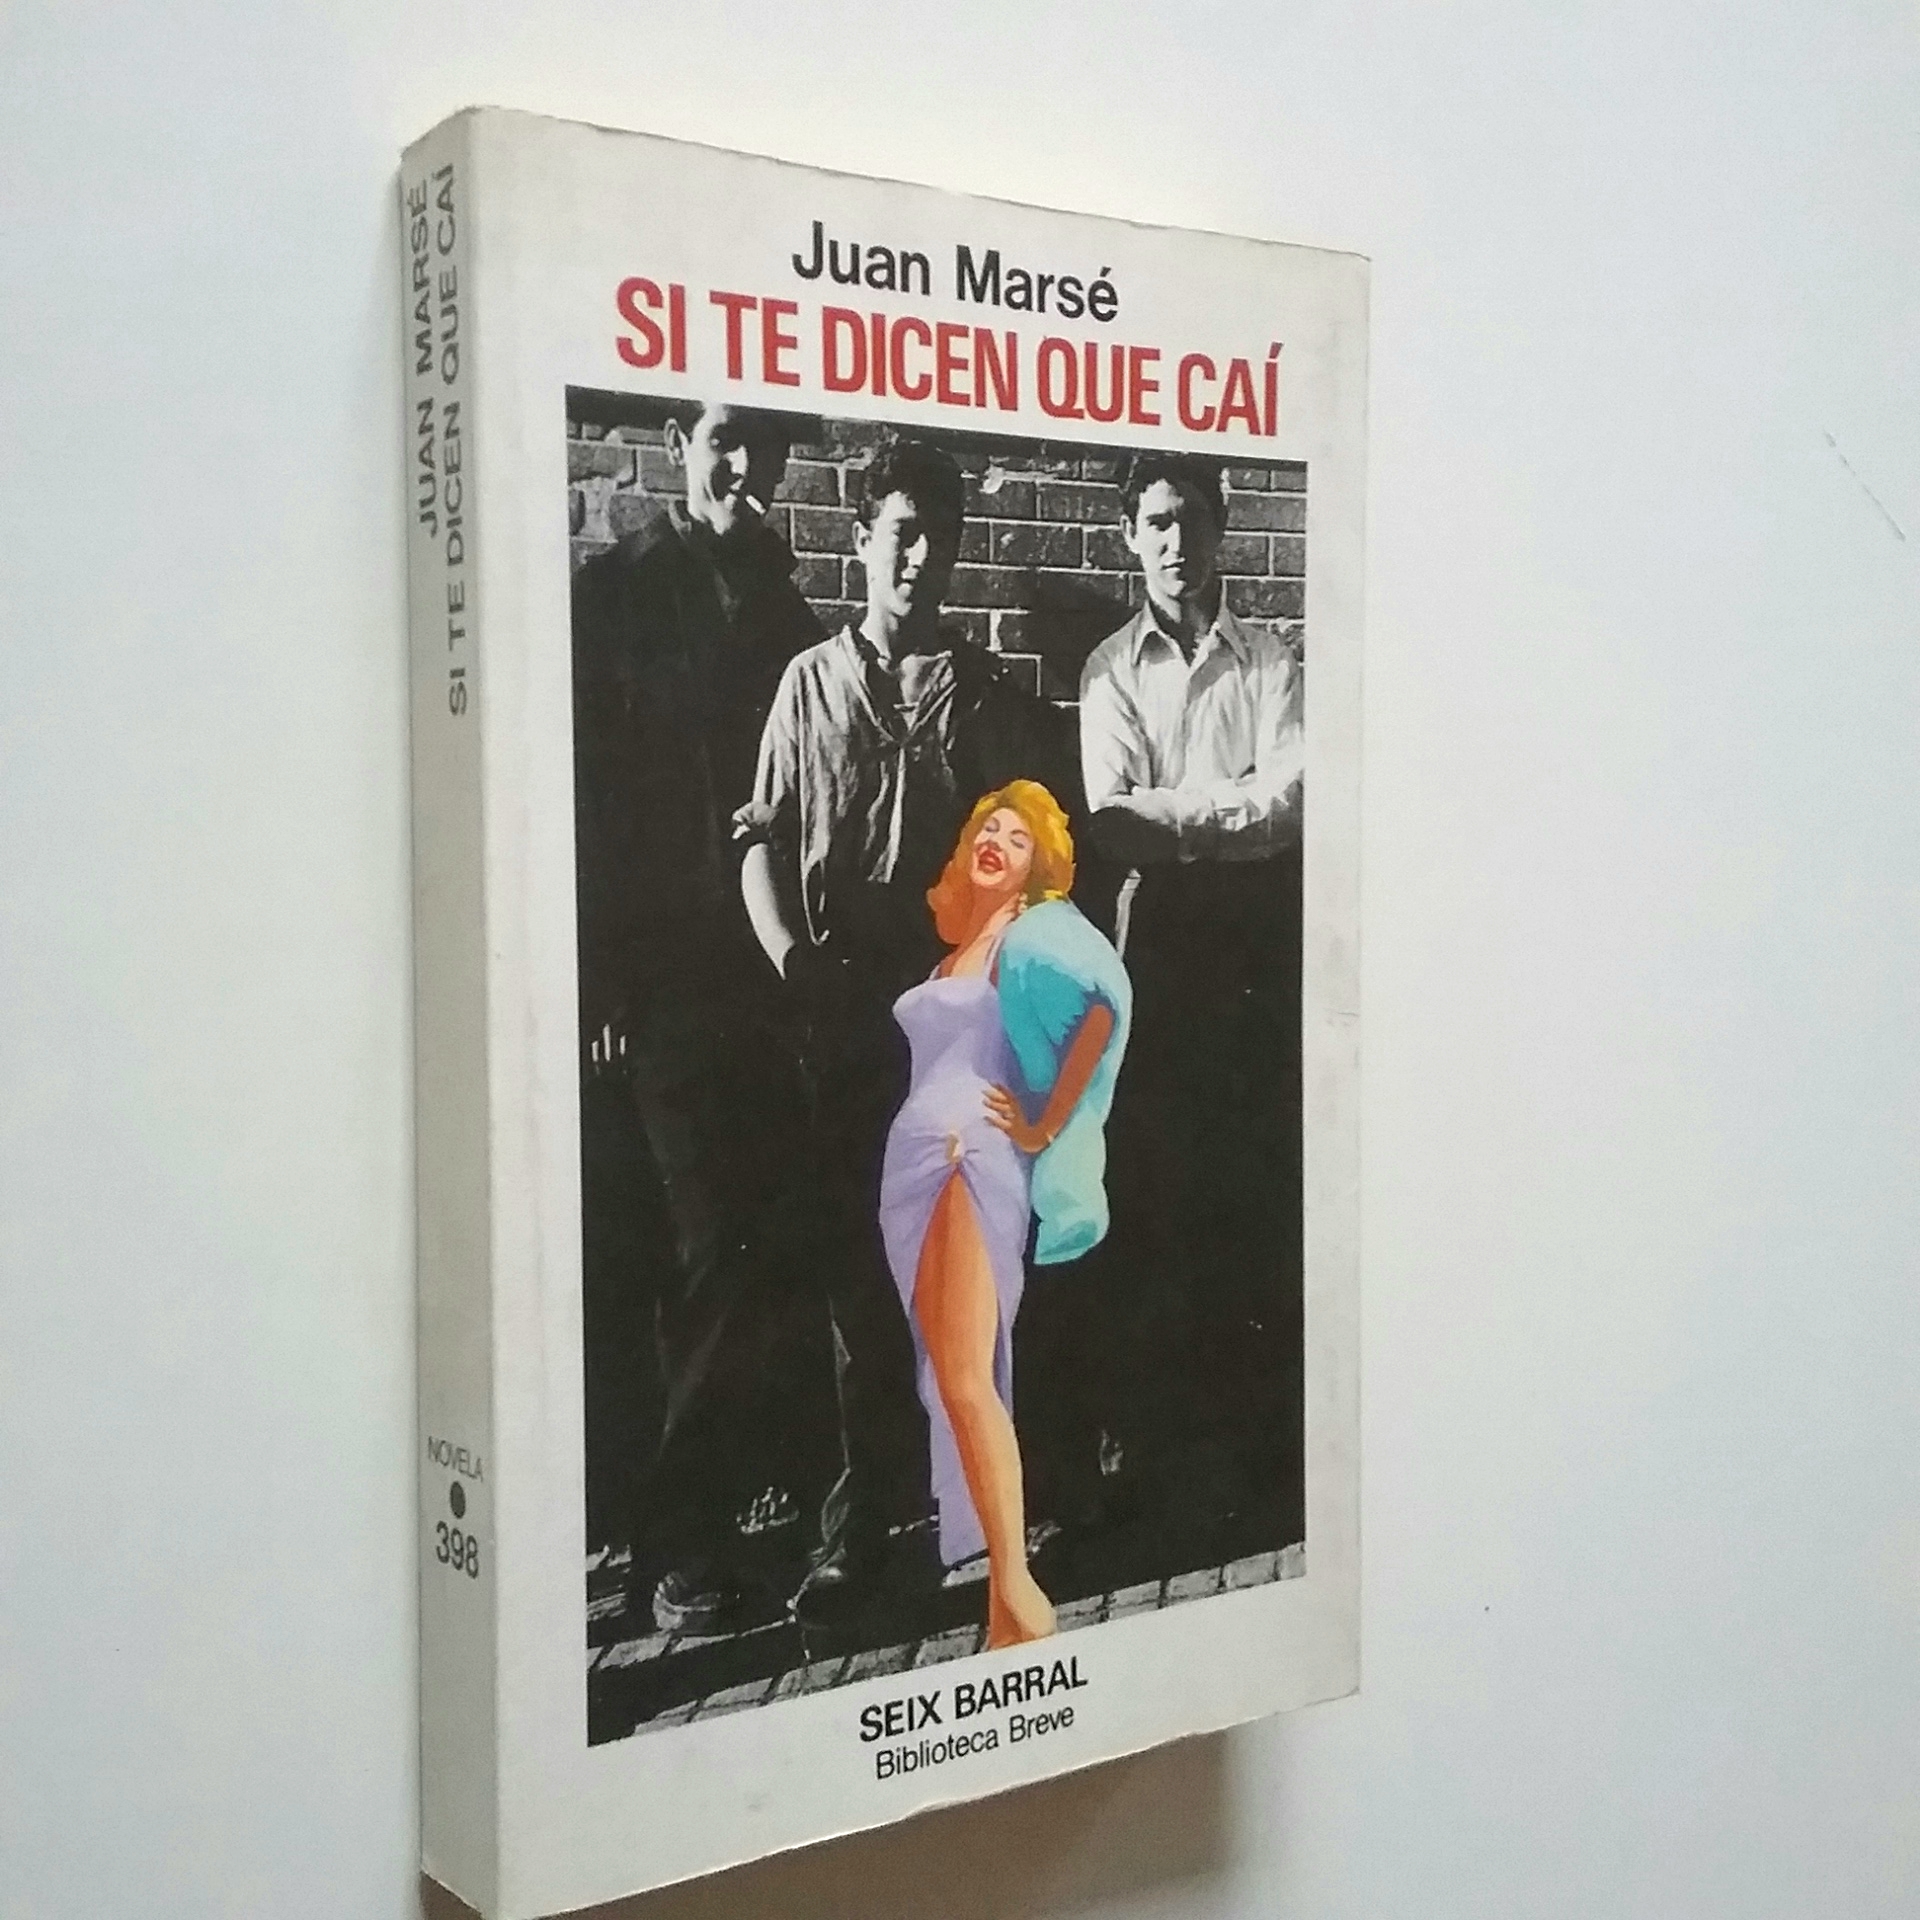 JUAN MARSÉ
SI TE DICEN QUE CAÍ
NOVELA
398
Juan Marsé
SI TE DICEN QUE CAÍ
SEIX BARRAL
Biblioteca Breve